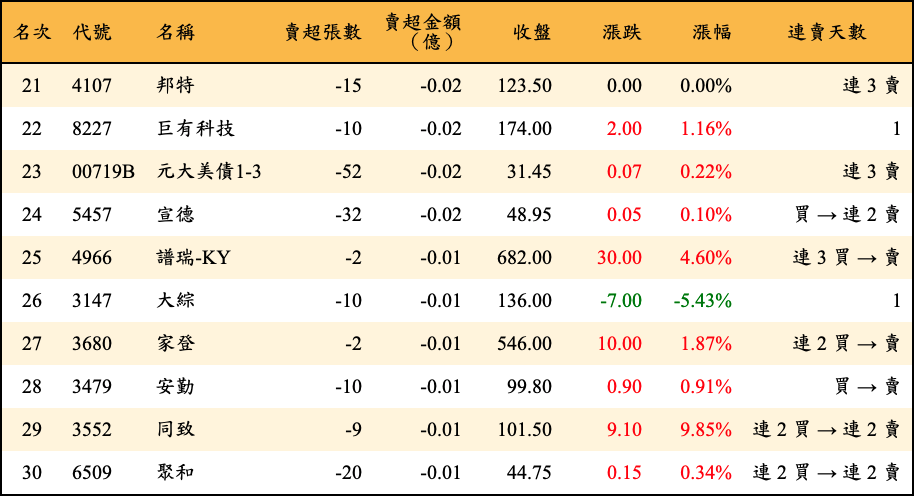 名次 代號 名稱 賣超張數 賣超金額（億） 收盤 漲跌 漲幅 連賣天數
21 4107 邦特 -15 -0.02 123.50 0.00 0.00% 連 3 賣
22 8227 巨有科技 -10 -0.02 174.00 2.00 1.16% 1
23 00719B 元大美債1-3 -52 -0.02 31.45 0.07 0.22% 連 3 賣
24 5457 宣德 -32 -0.02 48.95 0.05 0.10% 買 → 連 2 賣
25 4966 譜瑞-KY -2 -0.01 682.00 30.00 4.60% 連 3 買 → 賣
26 3147 大綜 -10 -0.01 136.00 -7.00 -5.43% 1
27 3680 家登 -2 -0.01 546.00 10.00 1.87% 連 2 買 → 賣
28 3479 安勤 -10 -0.01 99.80 0.90 0.91% 買 → 賣
29 3552 同致 -9 -0.01 101.50 9.10 9.85% 連 2 買 → 連 2 賣
30 6509 聚和 -20 -0.01 44.75 0.15 0.34% 連 2 買 → 連 2 賣